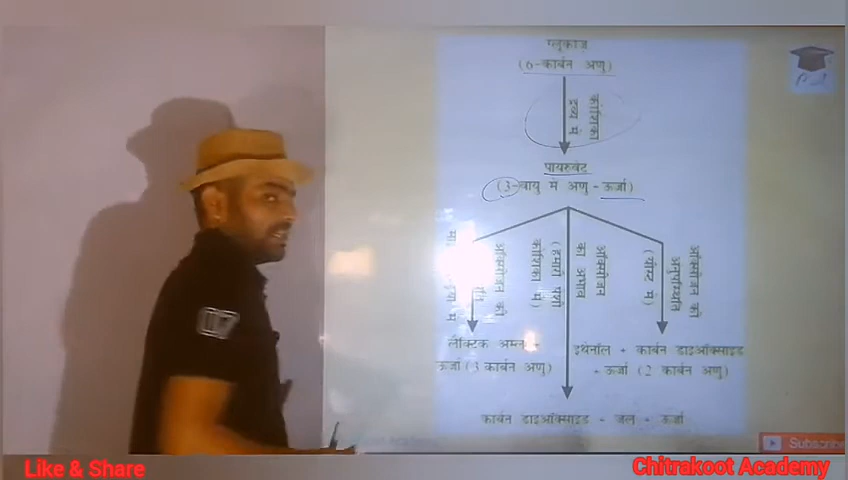 ग्लूकोज
(6-कार्बन अणु)
कोशिका
द्रव्य में
पायरुवेट
(3-वायु में अणु - ऊर्जा)
ऑक्सीजन की
ऑक्सीजन
का अभाव
(हमारी पेशी
कोशिका में)
ऑक्सीजन की
अनुपस्थिति
(यीस्ट में)
लैक्टिक अम्ल -
ऊर्जा (3 कार्बन अणु)
इथेनॉल + कार्बन डाइऑक्साइड
- ऊर्जा (2 कार्बन अणु)
कार्बन डाइऑक्साइड - जल - ऊर्जा
07
Subscribe
Like & Share
Chitrakoot Academy